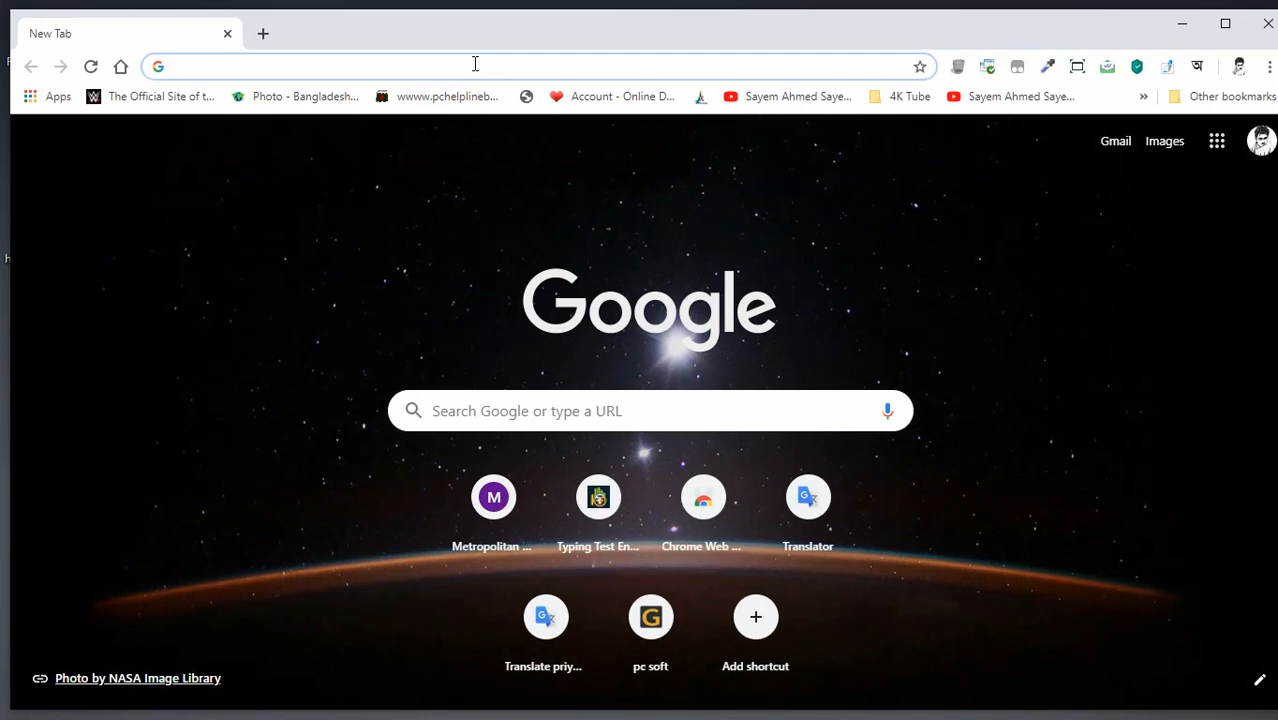 New Tab
Apps
The Official Site of t...
Photo - Bangladesh...
wwww.pchelplineb...
Account - Online D...
Sayem Ahmed Saye...
4K Tube
Sayem Ahmed Saye...
»
Other bookmarks
Gmail
Images
Google
Search Google or type a URL
M
Metropolitan ...
Typing Test En...
Chrome Web ...
Translator
Translate priy...
pc soft
Add shortcut
Photo by NASA Image Library